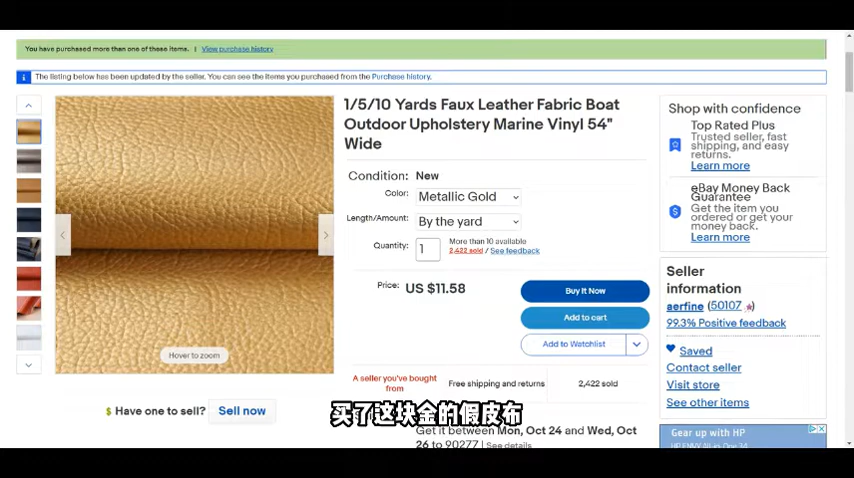 You have purchased more than one of these items. | View purchase history
The listing below has been updated by the seller. You can see the items you purchased from the Purchase history.
1/5/10 Yards Faux Leather Fabric Boat
Outdoor Upholstery Marine Vinyl 54"
Wide
Condition: New
Color: Metallic Gold
Length/Amount: By the yard
Quantity: 1
More than 10 available
2,422 sold / See feedback
Price: US $11.58
Buy It Now
Add to cart
Add to Watchlist
Hover to zoom
A seller you've bought
from
Free shipping and returns
2,422 sold
$ Have one to sell? Sell now
买了这块金的假皮布
Get it between Mon, Oct 24 and Wed, Oct
26 to 90277 | See details
Shop with confidence
Top Rated Plus
Trusted seller, fast
shipping, and easy
returns.
Learn more
eBay Money Back
Guarantee
Get the item you
ordered or get your
money back.
Learn more
Seller
information
aerfine (50107)
99.3% Positive feedback
Saved
Contact seller
Visit store
See other items
Gear up with HP
HP ENVY All-in-One 34